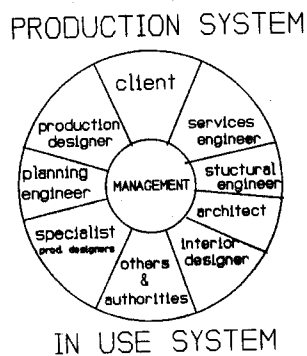 PRODUCTION SYSTEM
client
production
designer
services
engineer
planning
engineer
MANAGEMENT
stuctural
engineer
architect
specialist
prod. designers
interior
designer
others
&
authorities
IN USE SYSTEM